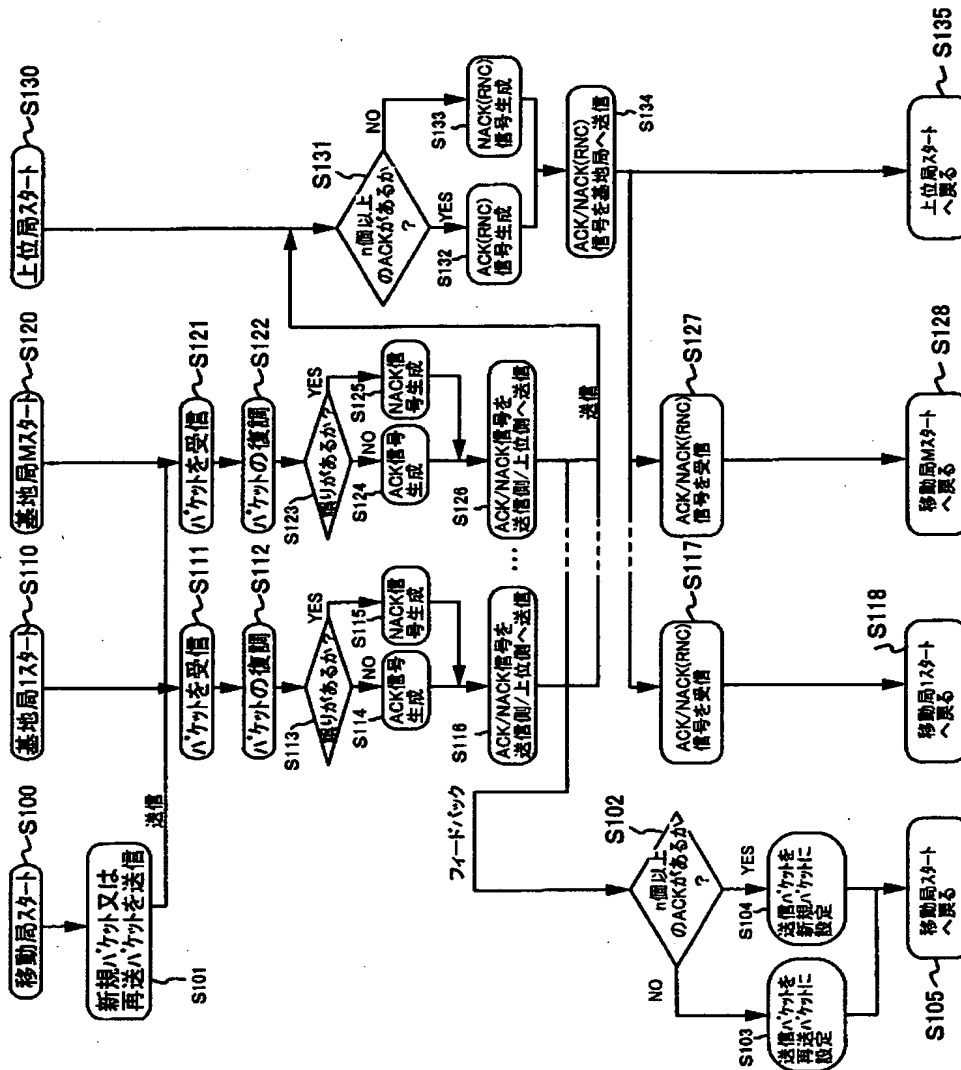 移動局スタート
S100
新規パケット又は
再送パケットを送信
S101
送信
基地局1スタート
S110
パケットを受信
S111
パケットの復調
S112
誤りがあるか?
S113
YES
NO
ACK信号
生成
S114
NACK信
号生成
S115
ACK/NACK信号を
送信側/上位側へ送信
S116
…
基地局Mスタート
S120
パケットを受信
S121
パケットの復調
S122
誤りがあるか?
S123
YES
NO
ACK信号
生成
S124
NACK信
号生成
S125
ACK/NACK信号を
送信側/上位側へ送信
S126
送信
上位局スタート
S130
n個以上
のACKがあるか
?
S131
NO
YES
ACK(RNC)
信号生成
S132
NACK(RNC)
信号生成
S133
ACK/NACK(RNC)
信号を基地局へ送信
S134
フィードバック
n個以上
のACKがあるか
?
S102
NO
YES
送信パケットを
再送パケットに
設定
S103
送信パケットを
新規パケットに
設定
S104
移動局スタート
へ戻る
S105
ACK/NACK(RNC)
信号を受信
S117
移動局1スタート
へ戻る
S118
ACK/NACK(RNC)
信号を受信
S127
移動局Mスタート
へ戻る
S128
上位局スタート
へ戻る
S135